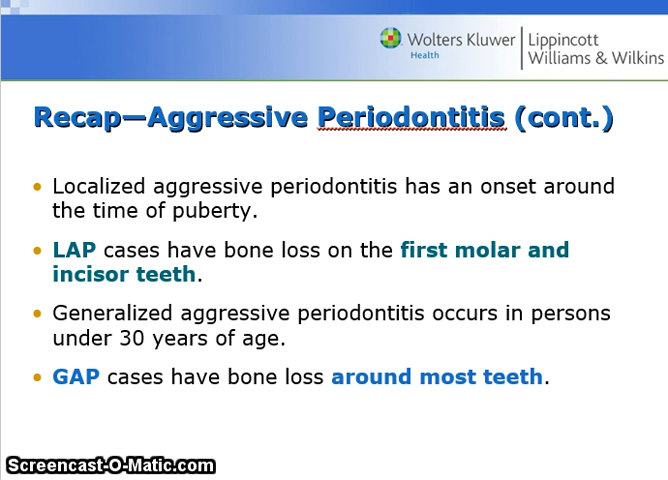 Wolters Kluwer
Health
Lippincott
Williams & Wilkins
Recap—Aggressive Periodontitis (cont.)
• Localized aggressive periodontitis has an onset around
the time of puberty.
• LAP cases have bone loss on the first molar and
incisor teeth.
• Generalized aggressive periodontitis occurs in persons
under 30 years of age.
• GAP cases have bone loss around most teeth.
Screencast-O-Matic.com